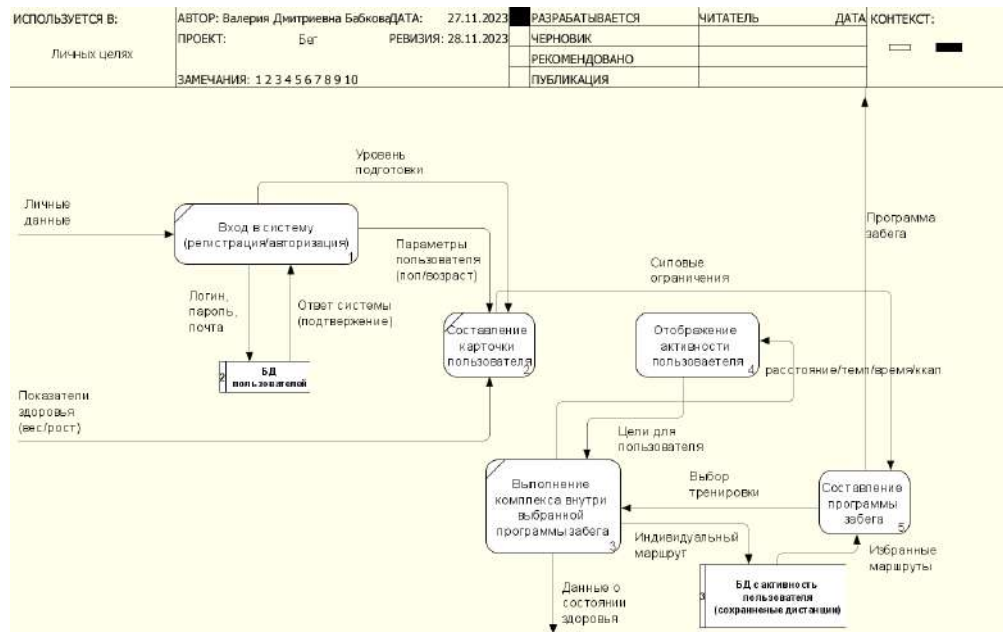 ИСПОЛЬЗУЕТСЯ В:
Личных целях
АВТОР: Валерия Дмитриевна Бабкова
ДАТА: 27.11.2023
ПРОЕКТ: Бег
РЕВИЗИЯ: 28.11.2023
ЗАМЕЧАНИЯ: 1 2 3 4 5 6 7 8 9 10
РАЗРАБАТЫВАЕТСЯ
ЧЕРНОВИК
РЕКОМЕНДОВАНО
ПУБЛИКАЦИЯ
ЧИТАТЕЛЬ
ДАТА
КОНТЕКСТ:
Уровень
подготовки
Личные
данные
Вход в систему
(регистрация/авторизация)
1
Параметры
пользователя
(пол/возраст)
Программа
забега
Силовые
ограничения
Логин,
пароль,
почта
Ответ системы
(подтвержение)
Составление
карточки
пользователя
2
Отображение
активности
пользоваетеля
4
расстояние/темп/время/ккал
2
БД
пользователей
Показатели
здоровья
(вес/рост)
Цели для
пользователя
Выполнение
комплекса внутри
выбранной
программы забега
3
Выбор
тренировки
Составление
программы
забега
5
Индивидуальный
маршрут
Избранные
маршруты
3
БД с активность
пользователя
(сохранненые дистанции)
Данные о
состоянии
здоровья